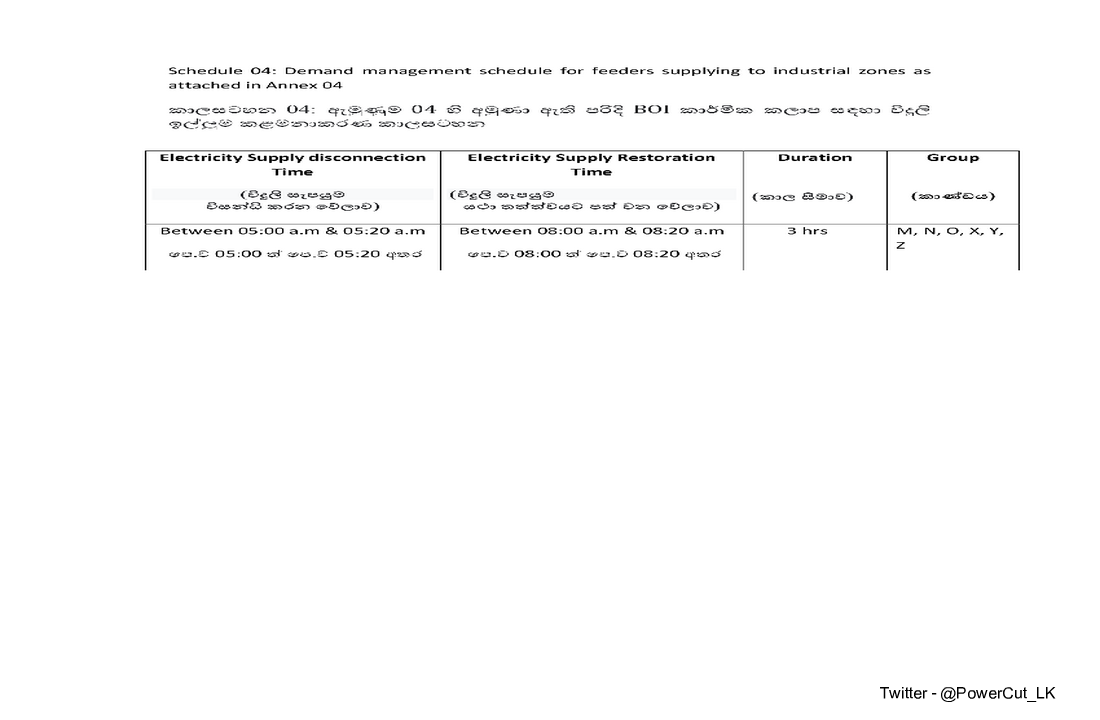 Schedule 04: Demand management schedule for feeders supplying to industrial zones as
attached in Annex 04
කාලසටහන 04: ඇමුණුම 04 හි අමුණා ඇති පරිදි BOI කාර්මික කලාප සඳහා විදුලි
ඉල්ලුම කළමනාකරණ කාලසටහන
Electricity Supply disconnection
Time
(විදුලි සැපයුම
විසන්ධි කරන වේලාව)
Electricity Supply Restoration
Time
(විදුලි සැපයුම
යථා තත්ත්වයට පත් වන වේලාව)
Duration
(කාල සීමාව)
Group
(කාණ්ඩය)
Between 05:00 a.m & 05:20 a.m
පෙ.ව 05:00 ත් පෙ.ව 05:20 අතර
Between 08:00 a.m & 08:20 a.m
පෙ.ව 08:00 ත් පෙ.ව 08:20 අතර
3 hrs
M, N, O, X, Y,
Z
Twitter - @PowerCut_LK